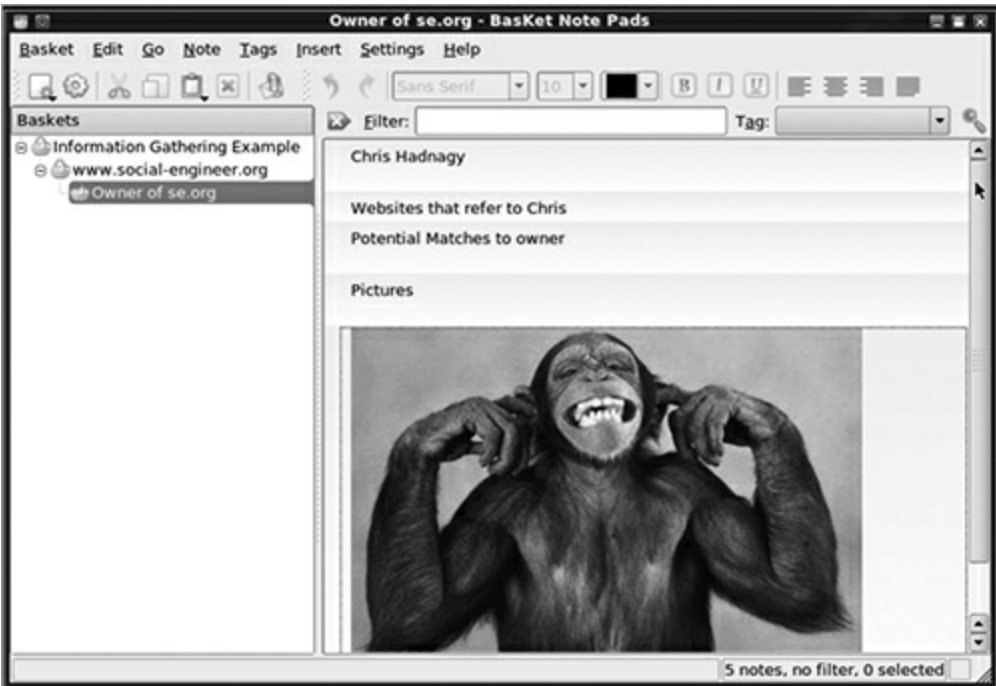 Owner of se.org - BasKet Note Pads
Basket Edit Go Note Tags Insert Settings Help
Sans Serif 10 B I U
Baskets
Filter: Tag:
Information Gathering Example
www.social-engineer.org
Owner of se.org
Chris Hadnagy
Websites that refer to Chris
Potential Matches to owner
Pictures
5 notes, no filter, 0 selected